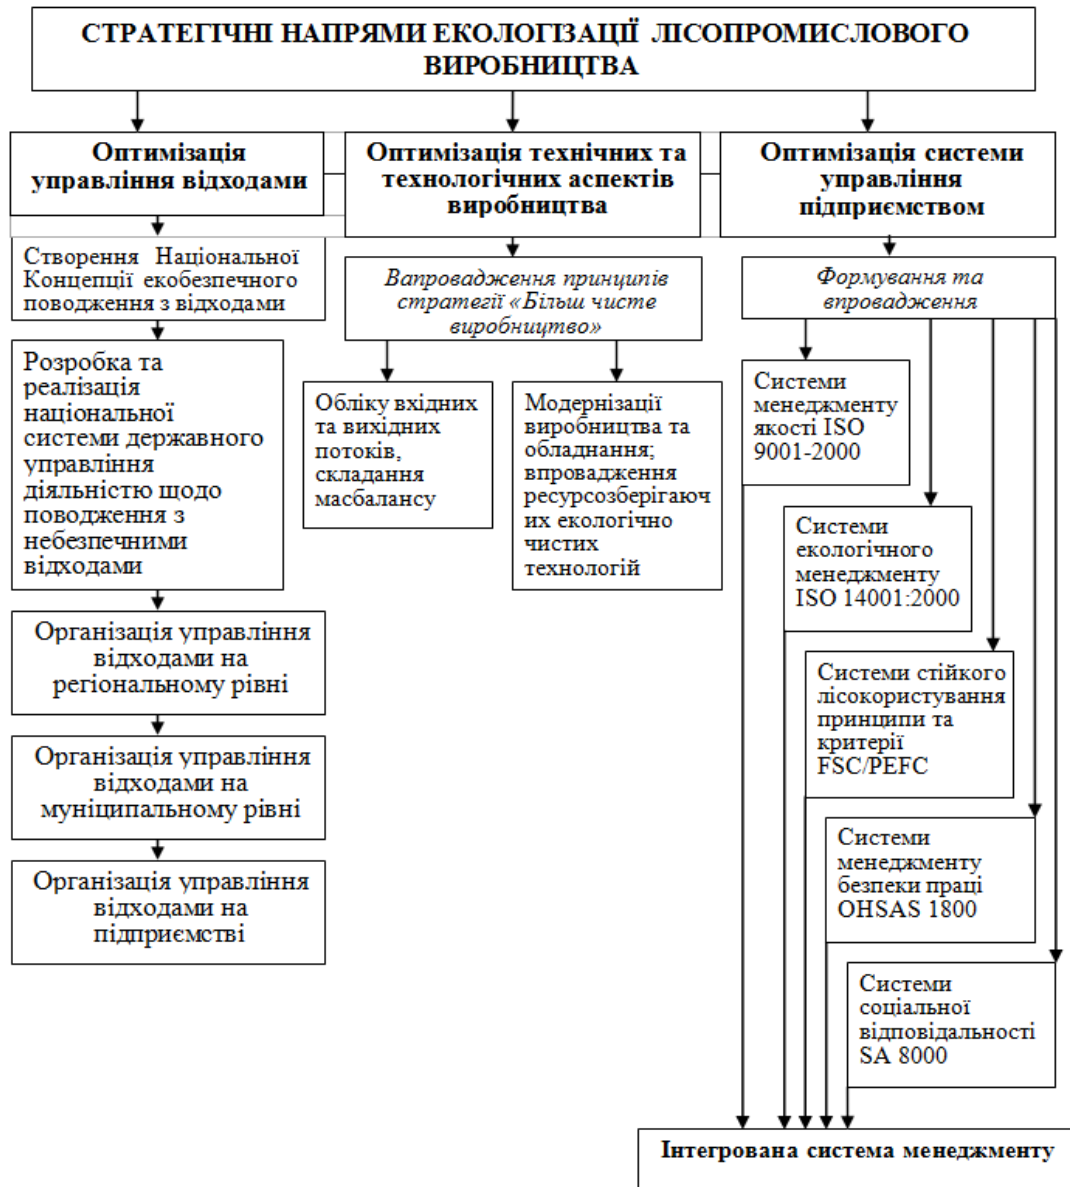 СТРАТЕГІЧНІ НАПРЯМИ ЕКОЛОГІЗАЦІЇ ЛІСОПРОМИСЛОВОГО
ВИРОБНИЦТВА
Оптимізація
управління відходами
Створення Національної
Концепції екобезпечного
поводження з відходами
Розробка та
реалізація
національної
системи державного
управління
діяльністю щодо
поводження з
небезпечними
відходами
Організація управління
відходами на
регіональному рівні
Організація управління
відходами на
муніципальному рівні
Організація управління
відходами на
підприємстві
Оптимізація технічних та
технологічних аспектів
виробництва
Вапровадження принципів
стратегії «Більш чисте
виробництво»
Обліку вхідних
та вихідних
потоків,
складання
масбалансу
Модернізації
виробництва та
обладнання;
впровадження
ресурсозберігаюч
их екологічно
чистих
технологій
Оптимізація системи
управління
підприємством
Формування та
впровадження
Системи
менеджменту
якості ISO
9001-2000
Системи
екологічного
менеджменту
ISO 14001:2000
Системи стійкого
лісокористування
принципи та
критерії
FSC/PEFC
Системи
менеджменту
безпеки праці
OHSAS 1800
Системи
соціальної
відповідальності
SA 8000
Інтегрована система менеджменту